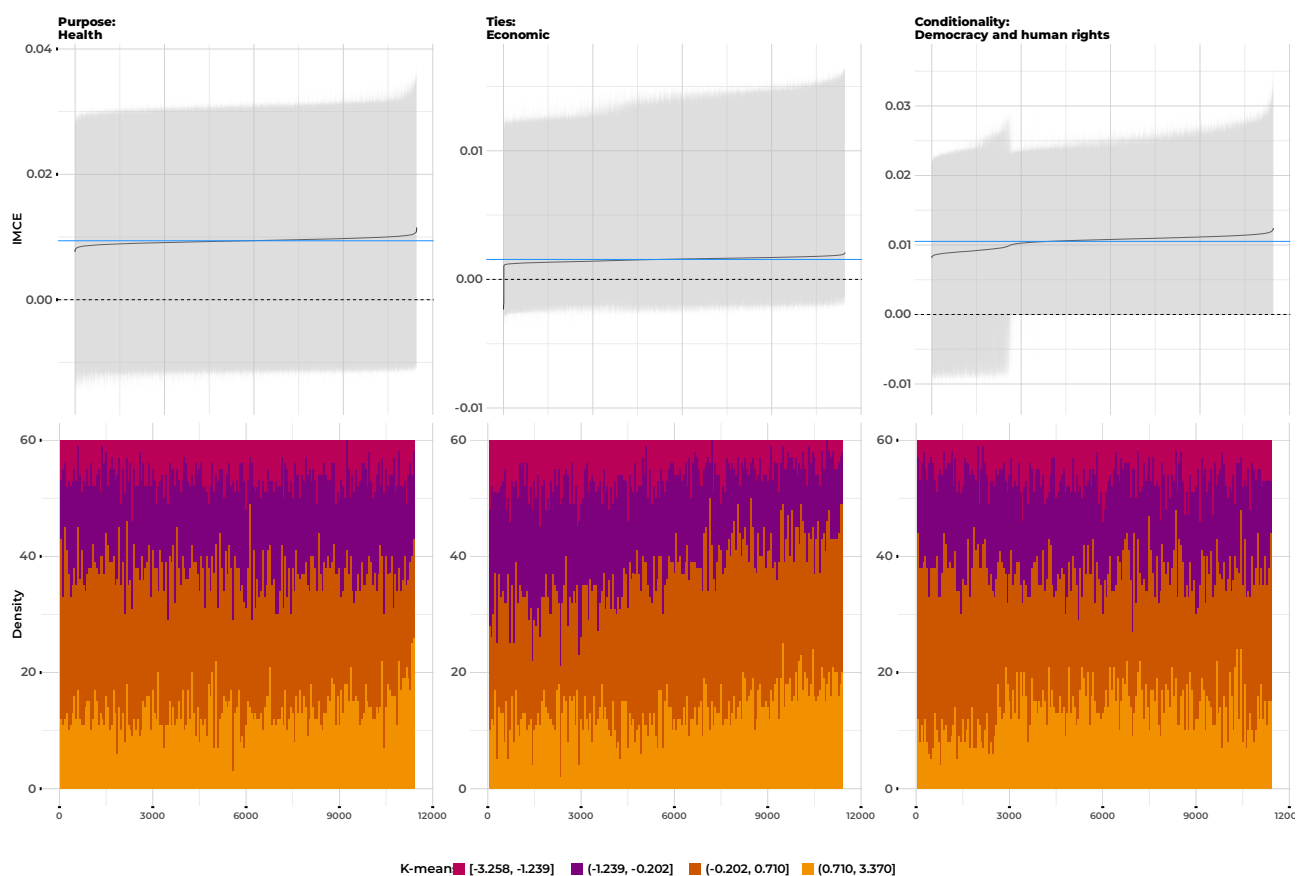 Purpose:
Health
Ties:
Economic
Conditionality:
Democracy and human rights
0.04
0.02
0.00
IMCE
0.01
0.00
-0.01
0.03
0.02
0.01
0.00
-0.01
60
40
20
0
Density
60
40
20
0
60
40
20
0
0 3000 6000 9000 12000
0 3000 6000 9000 12000
0 3000 6000 9000 1200
K-means [-3.258, -1.239] (-1.239, -0.202] (-0.202, 0.710] (0.710, 3.370]